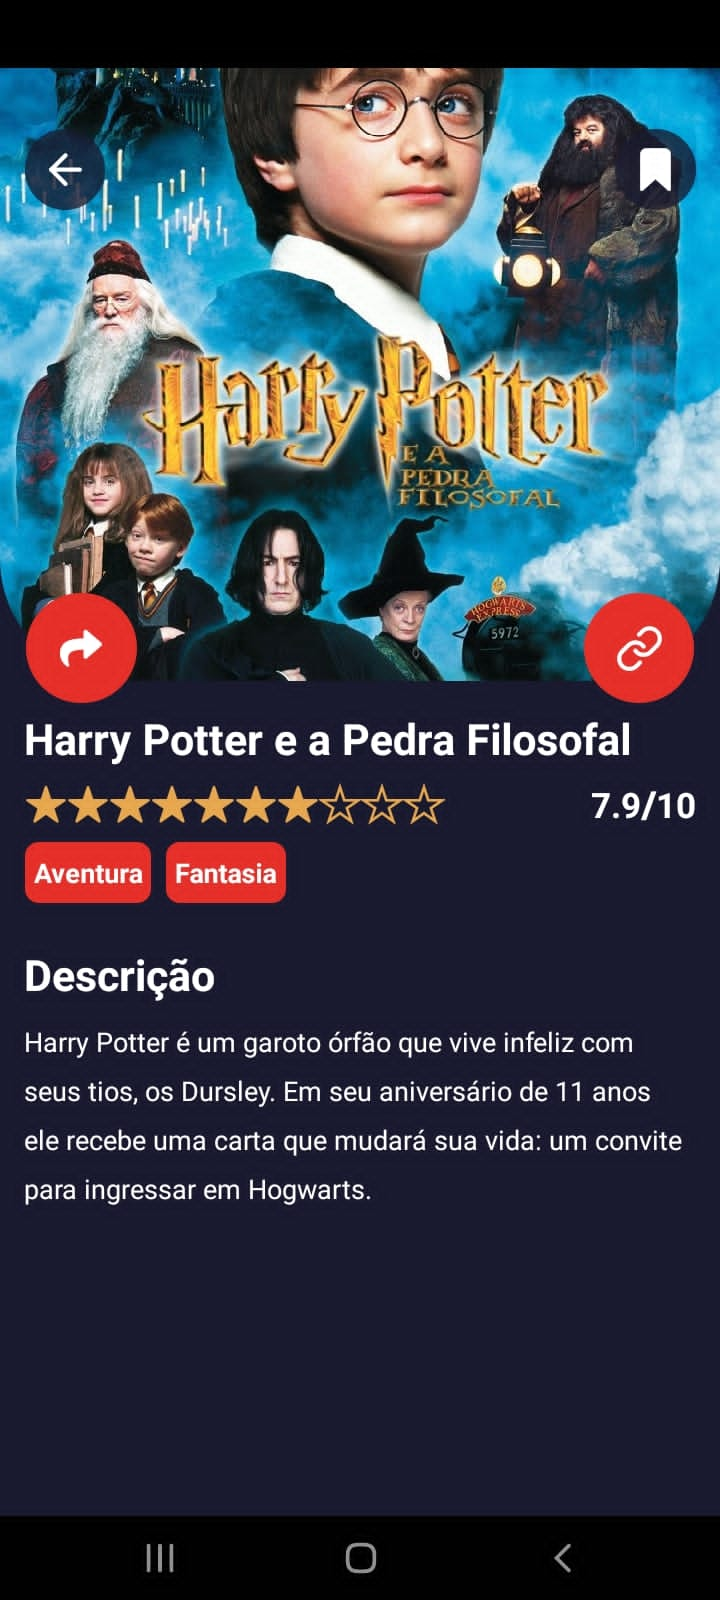 Harry Potter
E A
PEDRA
FILOSOFAL
HOGWARTS
EXPRESS
5972
Harry Potter e a Pedra Filosofal
7.9/10
Aventura Fantasia
Descrição
Harry Potter é um garoto órfão que vive infeliz com
seus tios, os Dursley. Em seu aniversário de 11 anos
ele recebe uma carta que mudará sua vida: um convite
para ingressar em Hogwarts.